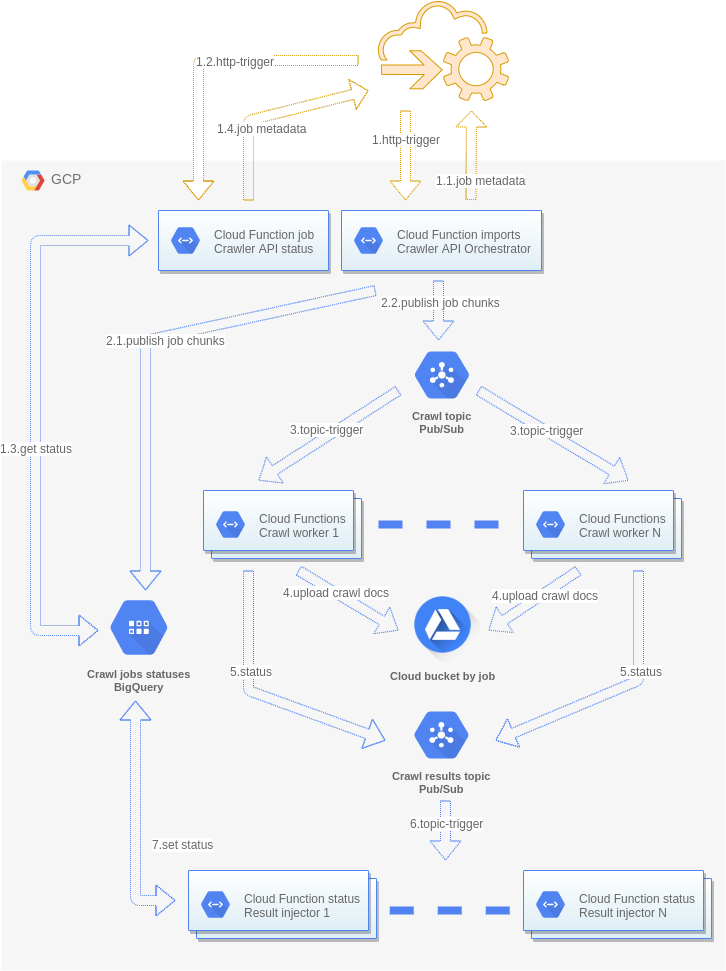 1.2.http-trigger
1.4.job metadata
1.http-trigger
1.1.job metadata
GCP
Cloud Function job
Crawler API status
Cloud Function imports
Crawler API Orchestrator
2.2.publish job chunks
2.1.publish job chunks
Crawl topic
Pub/Sub
3.topic-trigger
3.topic-trigger
1.3.get status
Cloud Functions
Crawl worker 1
Cloud Functions
Crawl worker N
4.upload crawl docs
4.upload crawl docs
Crawl jobs statuses
BigQuery
Cloud bucket by job
5.status
5.status
Crawl results topic
Pub/Sub
6.topic-trigger
7.set status
Cloud Function status
Result injector 1
Cloud Function status
Result injector N